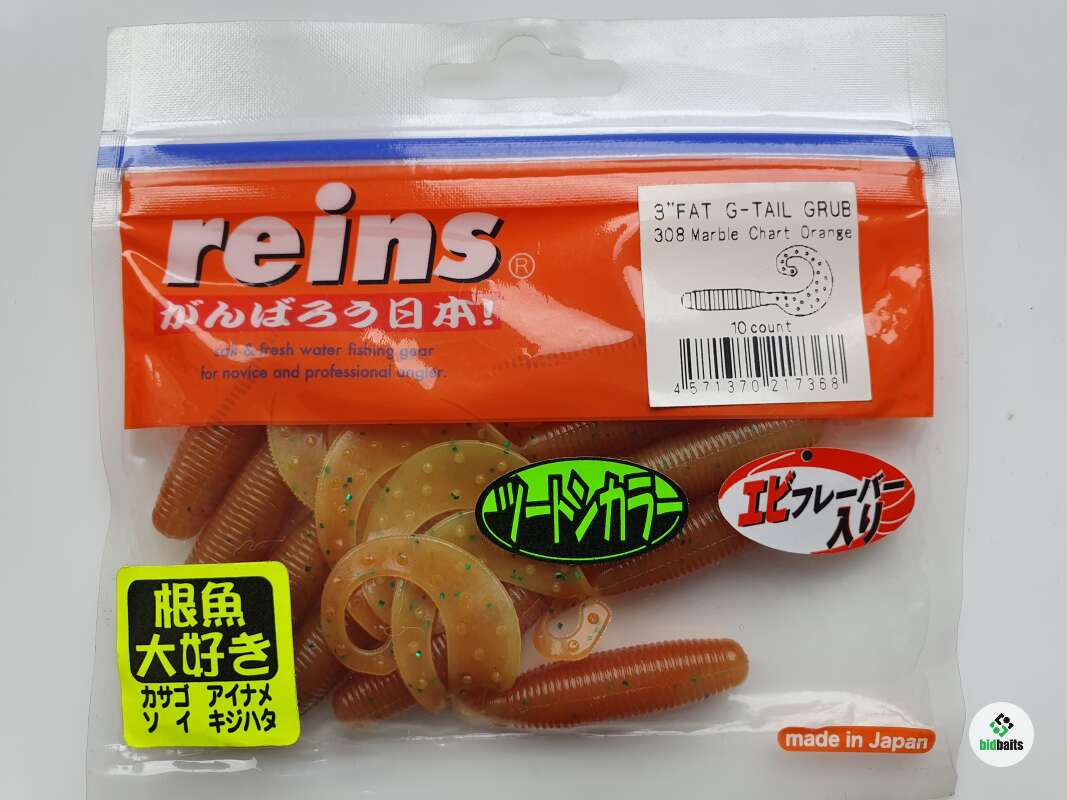 reins®
がんばろう日本!
salt & fresh water fishing gear
for novice and professional angler.
3"FAT G-TAIL GRUB
308 Marble Chart Orange
10 count
4 571370 217368
ツートンカラー
エビフレーバー
入り
根魚
大好き
カサゴ アイナメ
ソイ キジハタ
made in Japan
bidbaits